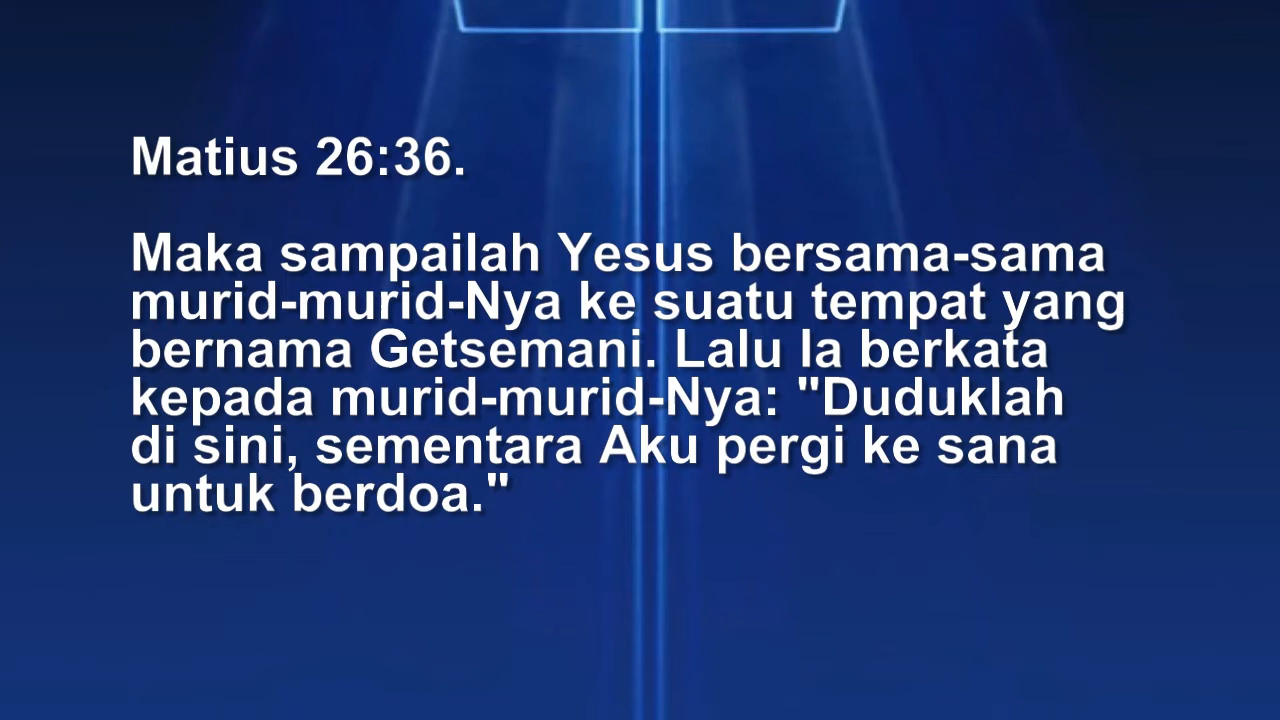 Matius 26:36.
Maka sampailah Yesus bersama-sama
murid-murid-Nya ke suatu tempat yang
bernama Getsemani. Lalu Ia berkata
kepada murid-murid-Nya: "Duduklah
di sini, sementara Aku pergi ke sana
untuk berdoa."